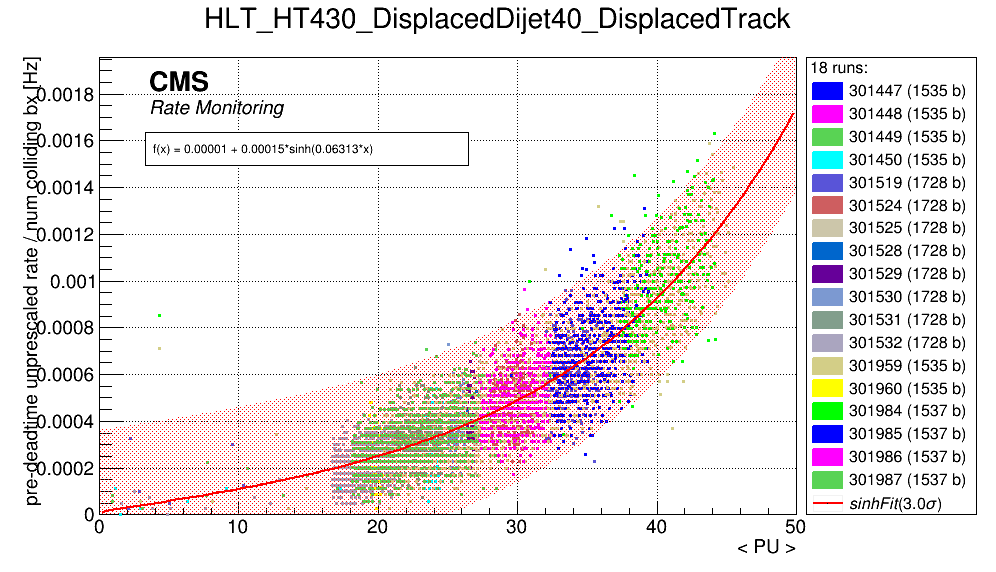 HLT_HT430_DisplacedDijet40_DisplacedTrack
pre-deadtime unprescaled rate / num colliding bx [Hz]
CMS
Rate Monitoring
f(x) = 0.00001 + 0.00015*sinh(0.06313*x)
0.0018
0.0016
0.0014
0.0012
0.001
0.0008
0.0006
0.0004
0.0002
0
0 10 20 30 40 50
< PU >
18 runs:
301447 (1535 b)
301448 (1535 b)
301449 (1535 b)
301450 (1535 b)
301519 (1728 b)
301524 (1728 b)
301525 (1728 b)
301528 (1728 b)
301529 (1728 b)
301530 (1728 b)
301531 (1728 b)
301532 (1728 b)
301959 (1535 b)
301960 (1535 b)
301984 (1537 b)
301985 (1537 b)
301986 (1537 b)
301987 (1537 b)
sinhFit(3.0σ)